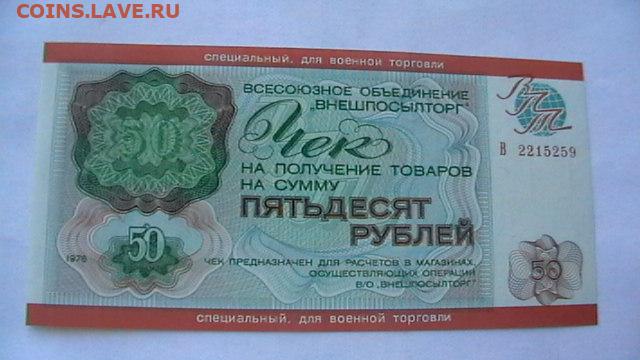 COINS.LAVE.RU
СПЕЦИАЛЬНЫЙ, ДЛЯ ВОЕННОЙ ТОРГОВЛИ
ВСЕСОЮЗНОЕ ОБЪЕДИНЕНИЕ
„ВНЕШПОСЫЛТОРГ"
ВПТ
В 2215259
50
Чек
НА ПОЛУЧЕНИЕ ТОВАРОВ
НА СУММУ
ПЯТЬДЕСЯТ
РУБЛЕЙ
1976
50
ЧЕК ПРЕДНАЗНАЧЕН ДЛЯ РАСЧЕТОВ В МАГАЗИНАХ,
ОСУЩЕСТВЛЯЮЩИХ ОПЕРАЦИИ
В/О „ВНЕШПОСЫЛТОРГ"
50
СПЕЦИАЛЬНЫЙ, ДЛЯ ВОЕННОЙ ТОРГОВЛИ